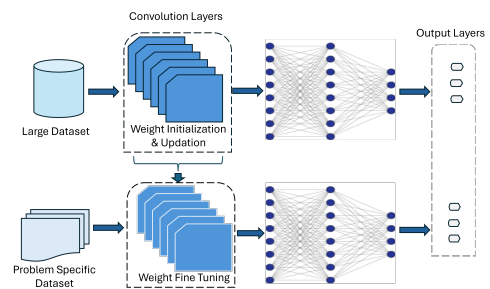 Convolution Layers
Output Layers
Large Dataset
Weight Initialization
& Updation
Problem Specific
Dataset
Weight Fine Tuning